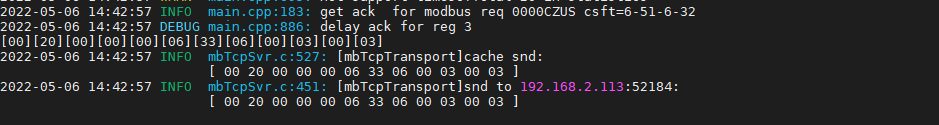 2022-05-06 14:42:57 INFO  main.cpp:183: get ack  for modbus req 0000CZUS csft=6-51-6-32
2022-05-06 14:42:57 DEBUG main.cpp:886: delay ack for reg 3
[00][20][00][00][00][06][33][06][00][03][00][03]
2022-05-06 14:42:57 INFO  mbTcpSvr.c:527: [mbTcpTransport]cache snd:
[ 00 20 00 00 00 06 33 06 00 03 00 03 ]
2022-05-06 14:42:57 INFO  mbTcpSvr.c:451: [mbTcpTransport]snd to 192.168.2.113:52184:
[ 00 20 00 00 00 06 33 06 00 03 00 03 ]